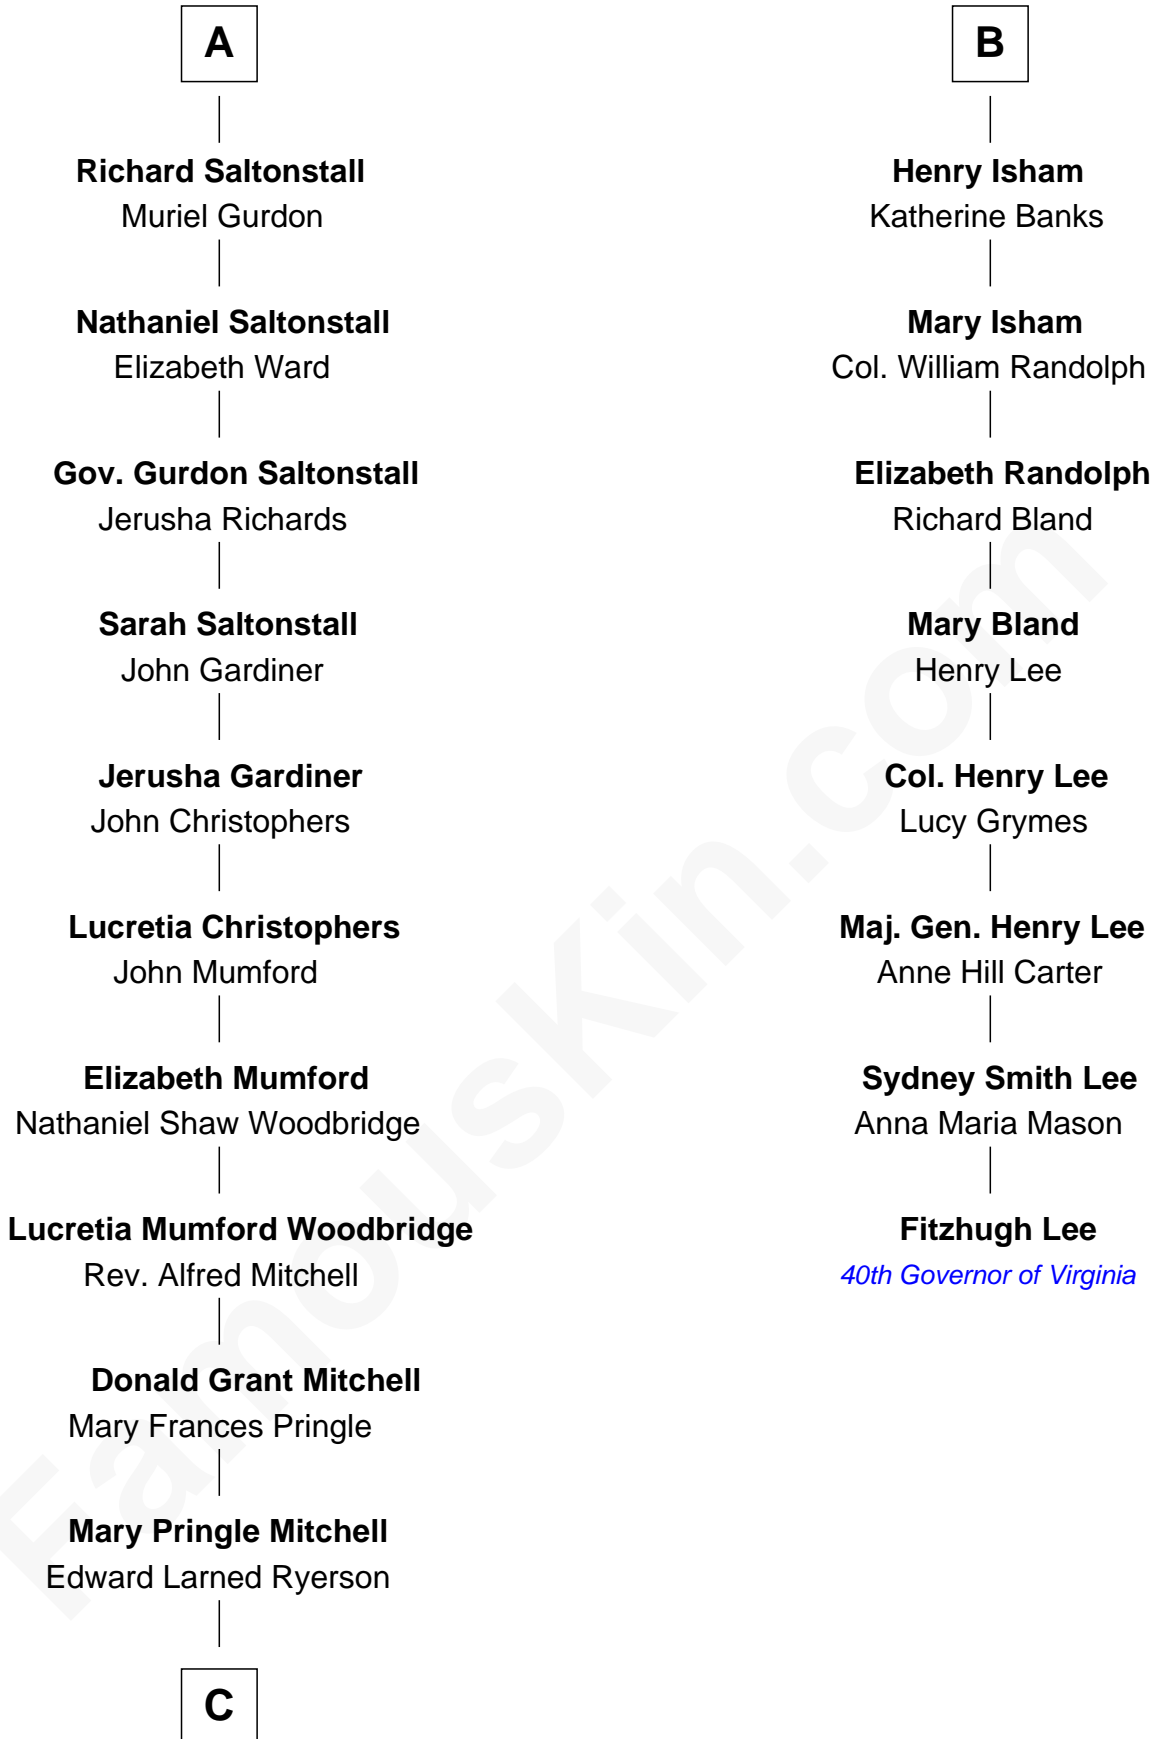 A
Richard Saltonstall
Muriel Gurdon
Nathaniel Saltonstall
Elizabeth Ward
Gov. Gurdon Saltonstall
Jerusha Richards
Sarah Saltonstall
John Gardiner
Jerusha Gardiner
John Christophers
Lucretia Christophers
John Mumford
Elizabeth Mumford
Nathaniel Shaw Woodbridge
Lucretia Mumford Woodbridge
Rev. Alfred Mitchell
Donald Grant Mitchell
Mary Frances Pringle
Mary Pringle Mitchell
Edward Larned Ryerson
C
B
Henry Isham
Katherine Banks
Mary Isham
Col. William Randolph
Elizabeth Randolph
Richard Bland
Mary Bland
Henry Lee
Col. Henry Lee
Lucy Grymes
Maj. Gen. Henry Lee
Anne Hill Carter
Sydney Smith Lee
Anna Maria Mason
Fitzhugh Lee
40th Governor of Virginia
FamousKin.com